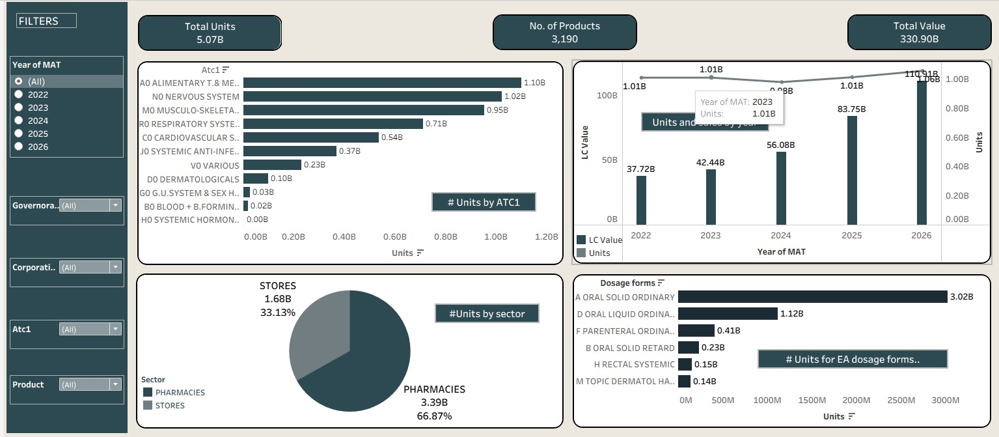 FILTERS
Year of MAT
(All)
2022
2023
2024
2025
2026
Governora..
(All)
Corporati..
(All)
Atc1
(All)
Product
(All)
Total Units
5.07B
No. of Products
3,190
Total Value
330.90B
Atc1
A0 ALIMENTARY T.& ME.. 1.10B
N0 NERVOUS SYSTEM 1.02B
M0 MUSCULO-SKELETA.. 0.95B
R0 RESPIRATORY SYSTE.. 0.71B
C0 CARDIOVASCULAR S.. 0.54B
J0 SYSTEMIC ANTI-INFE.. 0.37B
V0 VARIOUS 0.23B
D0 DERMATOLOGICALS 0.10B
G0 G.U.SYSTEM & SEX H.. 0.03B
B0 BLOOD + B.FORMIN.. 0.02B
H0 SYSTEMIC HORMON.. 0.00B
# Units by ATC1
0.00B 0.20B 0.40B 0.60B 0.80B 1.00B 1.20B
Units
1.01B 1.01B 0.98B 1.01B 1.06B
110.91B
Year of MAT: 2023
Units: 1.01B
Units and sales by year
37.72B 42.44B 56.08B 83.75B
LC Value
100B
50B
0B
Units
1.00B
0.80B
0.60B
0.40B
0.20B
0.00B
2022 2023 2024 2025 2026
Year of MAT
LC Value
Units
STORES
1.68B
33.13%
#Units by sector
PHARMACIES
3.39B
66.87%
Sector
PHARMACIES
STORES
Dosage forms
A ORAL SOLID ORDINARY 3.02B
D ORAL LIQUID ORDINA.. 1.12B
F PARENTERAL ORDINA.. 0.41B
B ORAL SOLID RETARD 0.23B
H RECTAL SYSTEMIC 0.15B
M TOPIC DERMATOL HA.. 0.14B
# Units for EA dosage forms..
0M 500M 1000M 1500M 2000M 2500M 3000M
Units